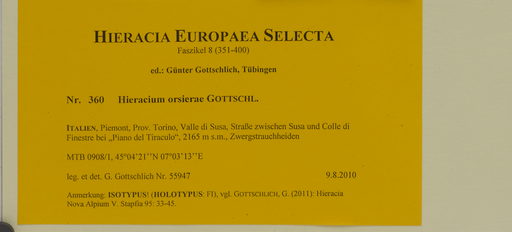 HIERACIA EUROPAEA SELECTA
Faszikel 8 (351-400)
ed.: Günter Gottschlich, Tübingen
Nr. 360 Hieracium orsierae GOTTSCHL.
ITALIEN, Piemont, Prov. Torino, Valle di Susa, Straße zwischen Susa und Colle di
Finestre bei „Piano del Tiraculo“, 2165 m s.m., Zwergstrauchheiden
MTB 0908/1, 45°04'21''N 07°03'13''E
leg. et det. G. Gottschlich Nr. 55947 9.8.2010
Anmerkung: ISOTYPUS! (HOLOTYPUS: FI), vgl. GOTTSCHLICH, G. (2011): Hieracia
Nova Alpium V. Stapfia 95: 33-45.